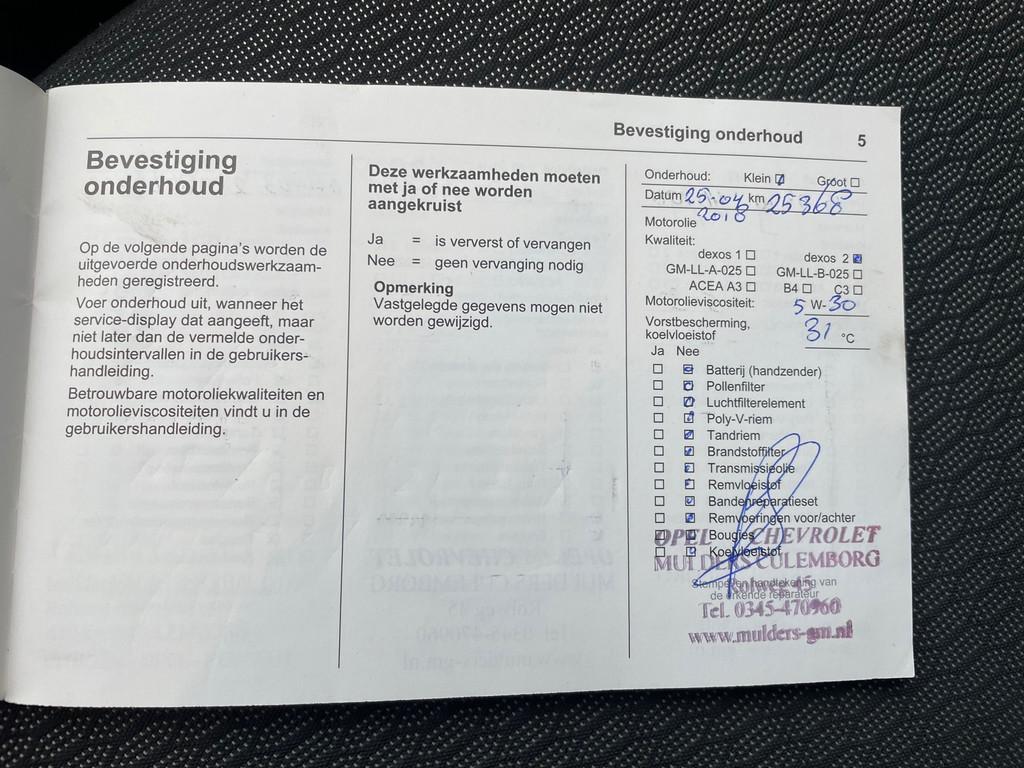 Bevestiging onderhoud 5
Bevestiging
onderhoud
Op de volgende pagina's worden de
uitgevoerde onderhoudswerkzaam-
heden geregistreerd.
Voer onderhoud uit, wanneer het
service-display dat aangeeft, maar
niet later dan de vermelde onder-
houdsintervallen in de gebruikers-
handleiding.
Betrouwbare motoroliekwaliteiten en
motorolieviscositeiten vindt u in de
gebruikershandleiding.
Deze werkzaamheden moeten
met ja of nee worden
aangekruist
Ja = is ververst of vervangen
Nee = geen vervanging nodig
Opmerking
Vastgelegde gegevens mogen niet
worden gewijzigd.
Onderhoud: Klein Groot
Datum 25-04 km 25368
2018
Motorolie
Kwaliteit:
dexos 1 dexos 2
GM-LL-A-025 GM-LL-B-025
ACEA A3 B4 C3
Motorolieviscositeit: 5 W-30
Vorstbescherming,
koelvloeistof 31 °C
Ja Nee
Batterij (handzender)
Pollenfilter
Luchtfilterelement
Poly-V-riem
Tandriem
Brandstoffilter
Transmissieolie
Remvloeistof
Bandenreparatieset
Remvoeringen voor/achter
Bougies
Koelvloeistof
Stempel en handtekening van
de erkende reparateur
OPEL CHEVROLET
MULDERS CULEMBORG
Kolweg 45
Tel. 0345-470960
www.mulders-gm.nl